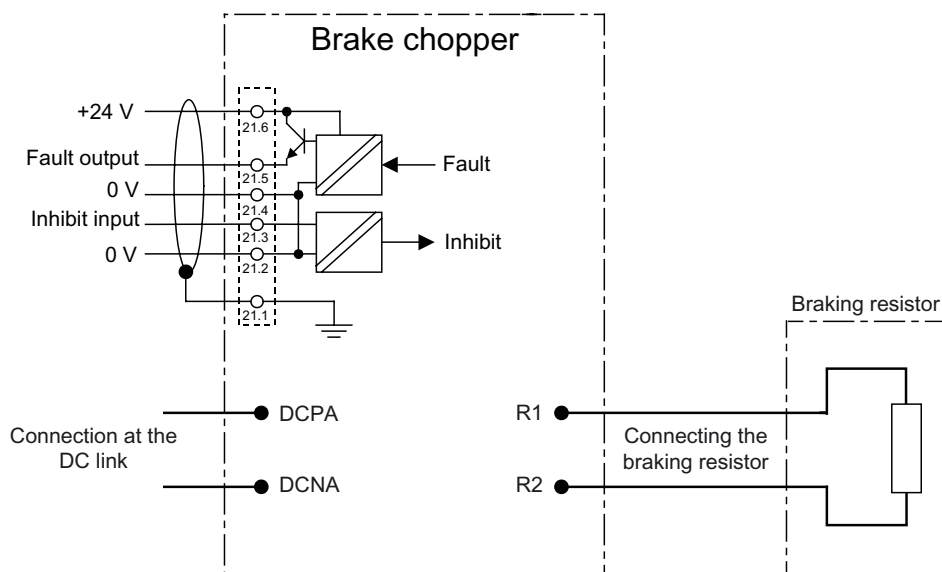 Brake chopper
+24 V
21.6
Fault output
21.5
Fault
0 V
21.4
Inhibit input
21.3
Inhibit
0 V
21.2
21.1
Braking resistor
DCPA
R1
Connection at the
DC link
Connecting the
braking resistor
DCNA
R2